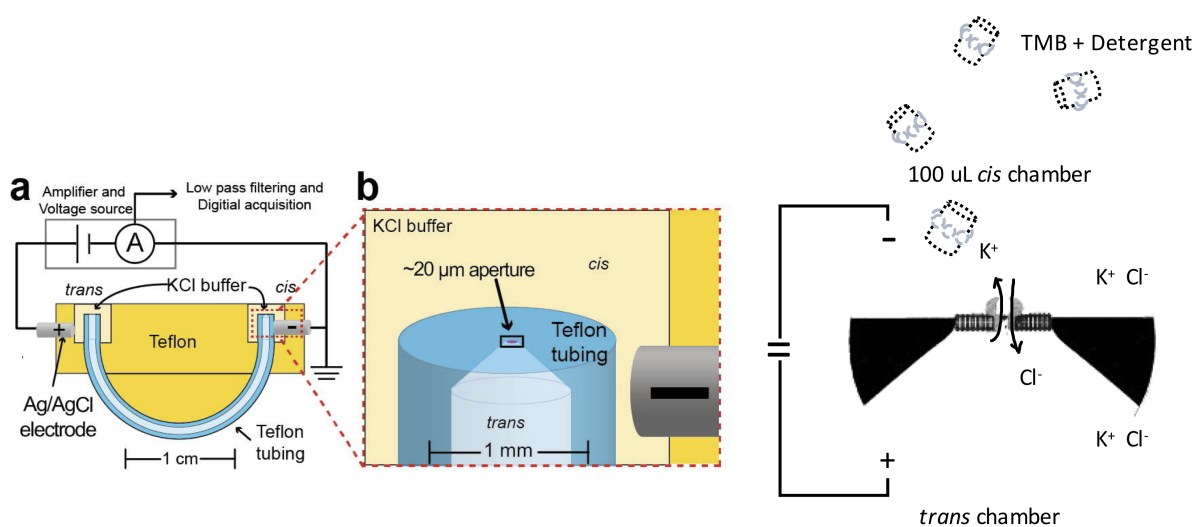 a
Amplifier and
Voltage source
Low pass filtering and
Digitial acquisition
A
trans
KCl buffer
cis
+
-
Teflon
Ag/AgCl
electrode
Teflon
tubing
1 cm
b
KCl buffer
~20 μm aperture
cis
Teflon
tubing
trans
1 mm
TMB + Detergent
100 uL cis chamber
-
K⁺
K⁺ Cl⁻
Cl⁻
K⁺ Cl⁻
+
trans chamber